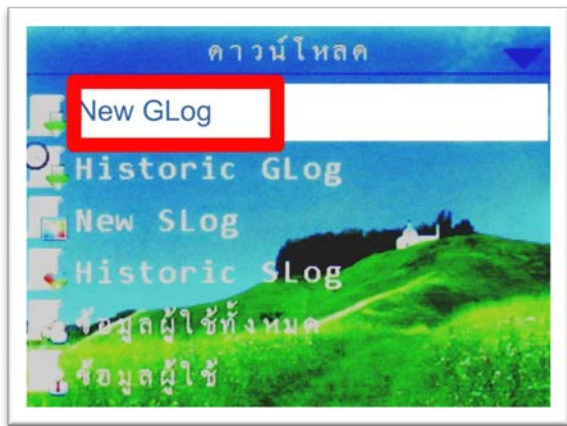 ดาวน์โหลด
New GLog
Historic GLog
New SLog
Historic SLog
ข้อมูลผู้ใช้ทั้งหมด
ข้อมูลผู้ใช้